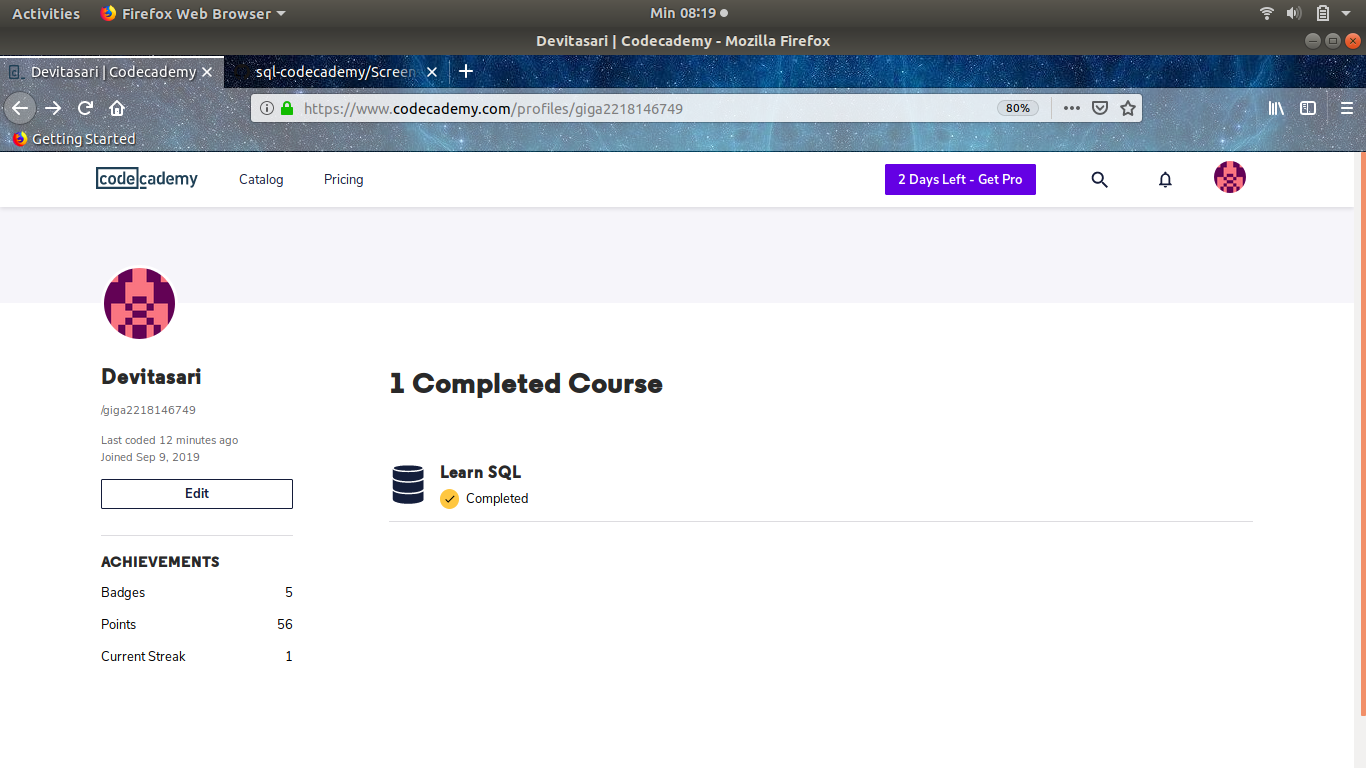 Activities Firefox Web Browser Min 08:19
Devitasari | Codecademy - Mozilla Firefox
Devitasari | Codecademy sql-codecademy/Screen
https://www.codecademy.com/profiles/giga2218146749 80%
Getting Started
codecademy Catalog Pricing 2 Days Left - Get Pro
Devitasari
/giga2218146749
Last coded 12 minutes ago
Joined Sep 9, 2019
Edit
ACHIEVEMENTS
Badges 5
Points 56
Current Streak 1
1 Completed Course
Learn SQL
Completed